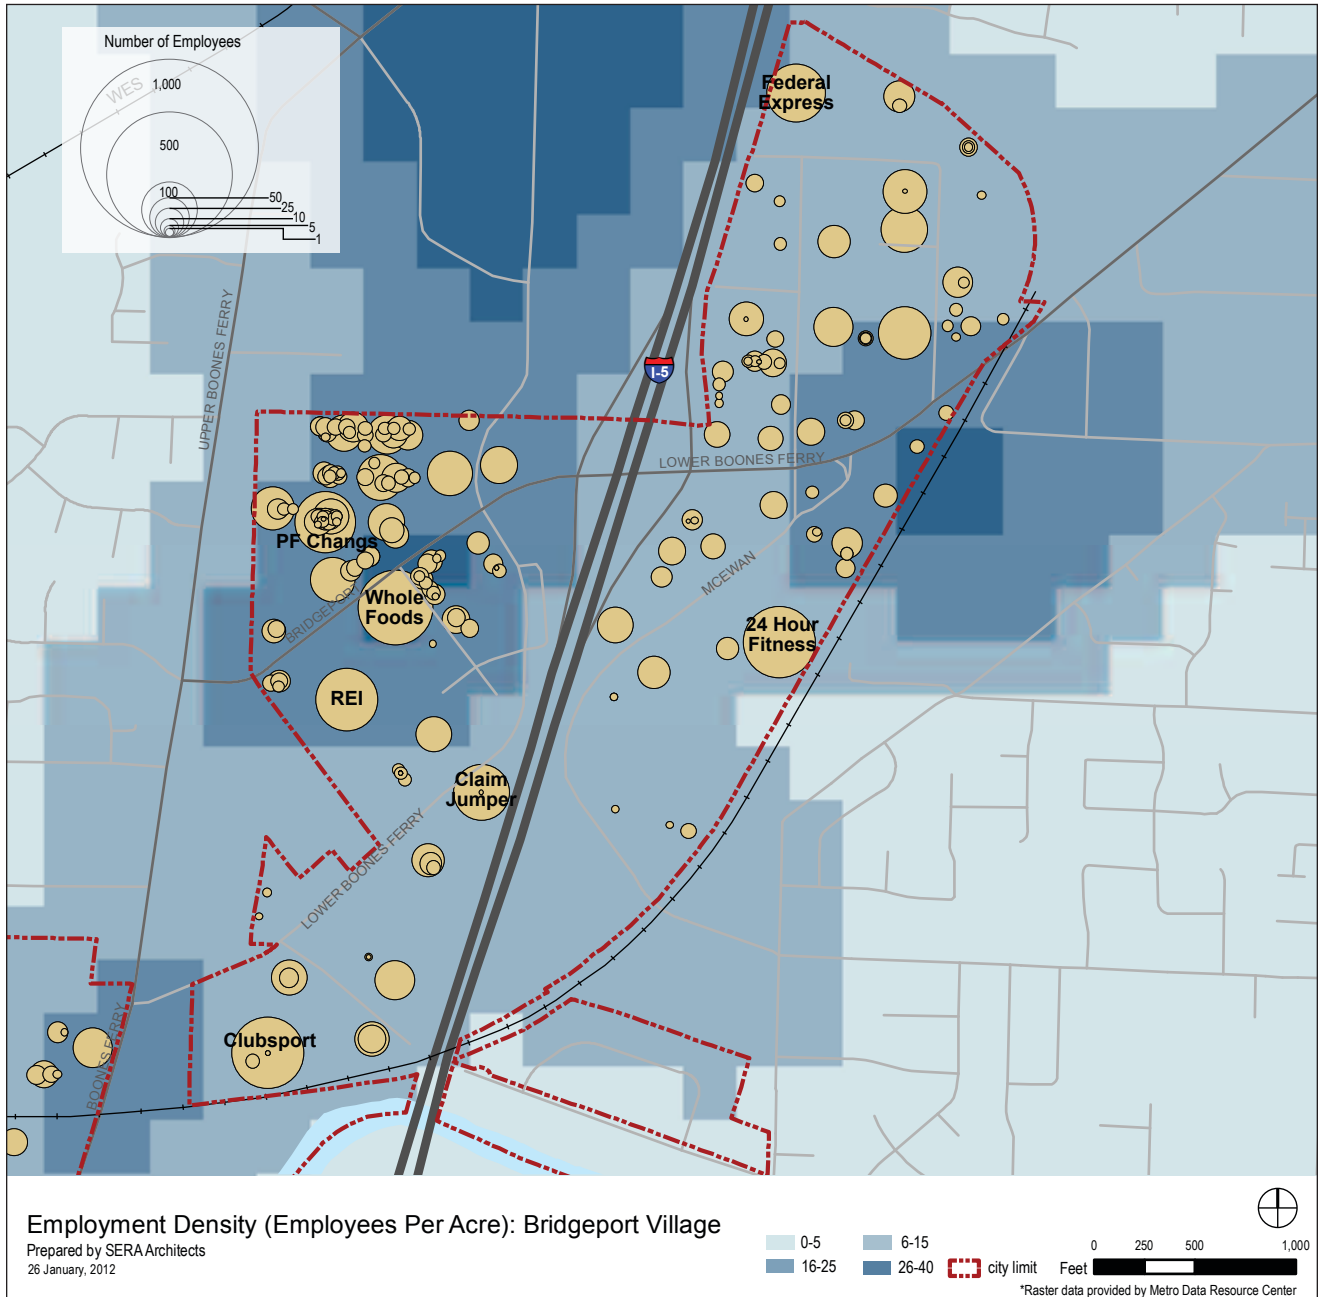 Number of Employees
WES
1,000
500
100
50
25
10
5
1
Federal
Express
UPPER BOONES FERRY
I-5
LOWER BOONES FERRY
PF Changs
MCEWAN
BRIDGEPORT
Whole
Foods
24 Hour
Fitness
REI
Claim
Jumper
LOWER BOONES FERRY
BOONES FERRY
Clubsport
Employment Density (Employees Per Acre): Bridgeport Village
Prepared by SERA Architects
26 January, 2012
0-5
6-15
16-25
26-40
city limit
Feet
0 250 500 1,000
*Raster data provided by Metro Data Resource Center